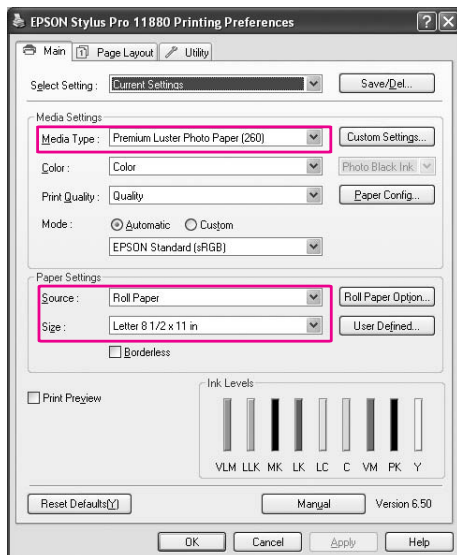 EPSON Stylus Pro 11880 Printing Preferences
Main Page Layout Utility
Select Setting : Current Settings Save/Del...
Media Settings
Media Type : Premium Luster Photo Paper (260) Custom Settings...
Color : Color Photo Black Ink
Print Quality : Quality Paper Config...
Mode : Automatic Custom
EPSON Standard (sRGB)
Paper Settings
Source : Roll Paper Roll Paper Option...
Size : Letter 8 1/2 x 11 in User Defined...
Borderless
Print Preview
Ink Levels
VLM LLK MK LK LC C VM PK Y
Reset Defaults(Y) Manual Version 6.50
OK Cancel Apply Help